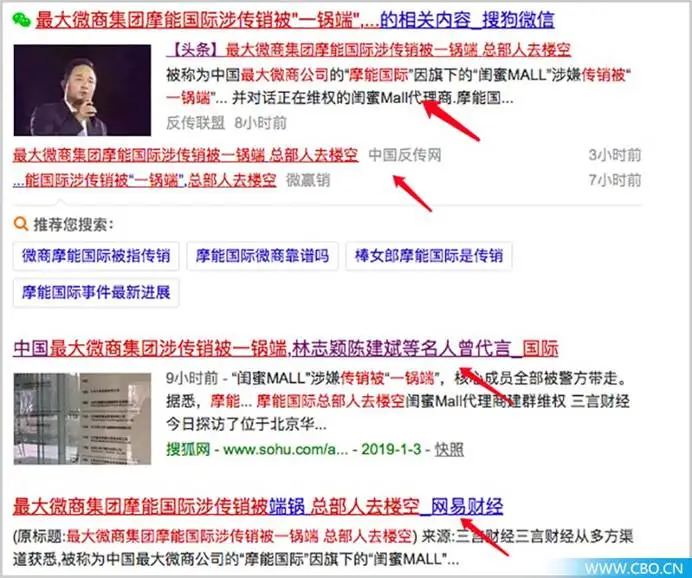 最大微商集团摩能国际涉传销被"一锅端",...的相关内容_搜狗微信
【头条】最大微商集团摩能国际涉传销被一锅端 总部人去楼空
被称为中国最大微商公司的“摩能国际”因旗下的“闺蜜MALL”涉嫌传销被“
一锅端”... 并对话正在维权的闺蜜Mall代理商.摩能国...
反传联盟 8小时前
最大微商集团摩能国际涉传销被一锅端 总部人去楼空 中国反传网 3小时前
...能国际涉传销被“一锅端”,总部人去楼空 微赢销 7小时前
推荐您搜索:
微商摩能国际被指传销 摩能国际微商靠谱吗 棒女郎摩能国际是传销
摩能国际事件最新进展
中国最大微商集团涉传销被一锅端,林志颖陈建斌等名人曾代言_国际
9小时前 - “闺蜜MALL”涉嫌传销被“一锅端”，核心成员全部被警方带走。
据悉，摩能... 摩能国际总部人去楼空闺蜜Mall代理商建群维权 三言财经
今日探访了位于北京华...
搜狐网 - www.sohu.com/a... - 2019-1-3 - 快照
最大微商集团摩能国际涉传销被端锅 总部人去楼空_网易财经
(原标题:最大微商集团摩能国际涉传销被一锅端 总部人去楼空) 来源:三言财经三言财经从多方渠
道获悉,被称为中国最大微商公司的“摩能国际”因旗下的“闺蜜MALL”...
WWW.CBO.CN